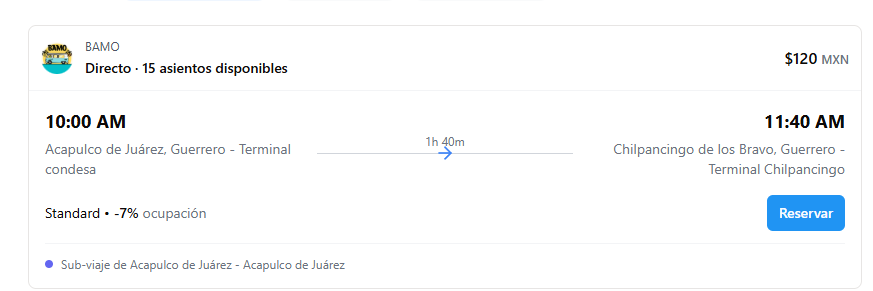 BAMO
BAMO
Directo · 15 asientos disponibles
$120 MXN
10:00 AM
Acapulco de Juárez, Guerrero - Terminal
condesa
1h 40m
11:40 AM
Chilpancingo de los Bravo, Guerrero -
Terminal Chilpancingo
Standard • -7% ocupación
Reservar
Sub-viaje de Acapulco de Juárez - Acapulco de Juárez